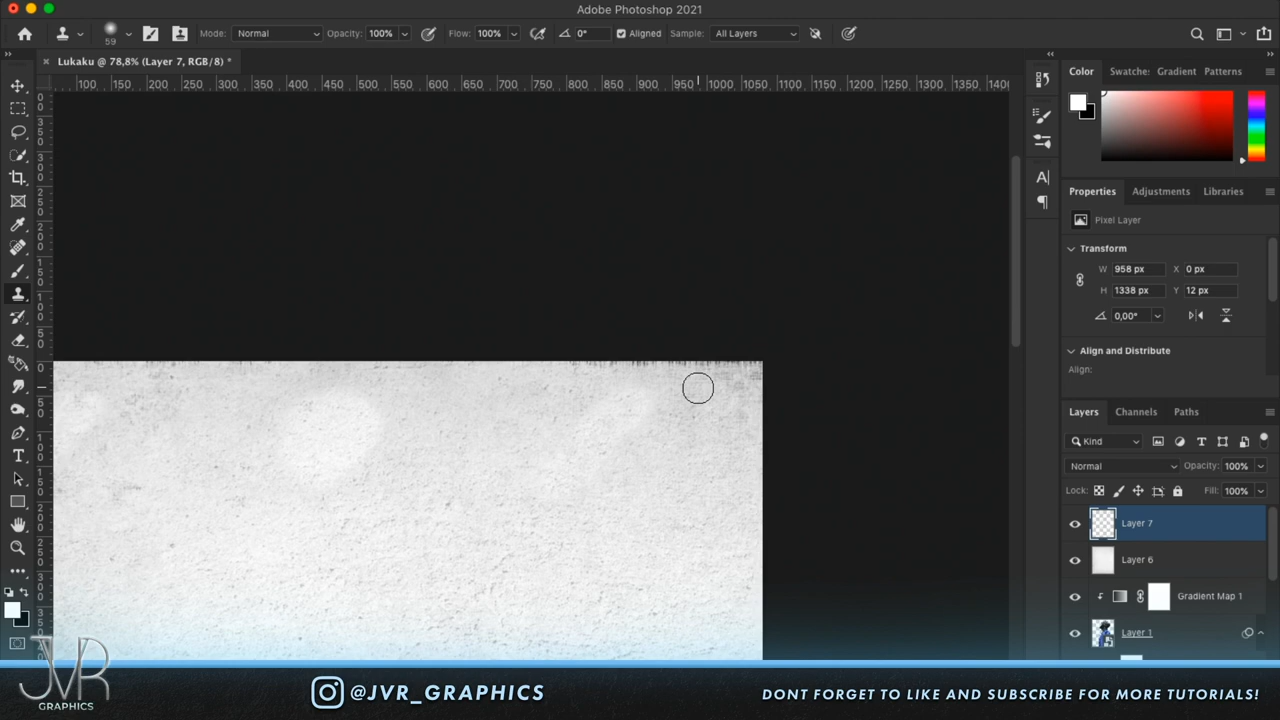 Adobe Photoshop 2021
59 Mode: Normal Opacity: 100% Flow: 100% 0° Aligned Sample: All Layers
Lukaku @ 78,8% (Layer 7, RGB/8) *
100 150 200 250 300 350 400 450 500 550 600 650 700 750 800 850 900 950 1000 1050 1100 1150 1200 1250 1300 1350 1400
Color Swatche: Gradient Patterns
Properties Adjustments Libraries
Pixel Layer
Transform
W 958 px X 0 px
H 1338 px Y 12 px
0,00°
Align and Distribute
Align:
Layers Channels Paths
Kind
Normal Opacity: 100%
Lock: Fill: 100%
Layer 7
Layer 6
Gradient Map 1
Layer 1
JVR
GRAPHICS
@JVR_GRAPHICS
DONT FORGET TO LIKE AND SUBSCRIBE FOR MORE TUTORIALS!